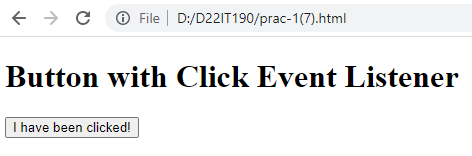 File D:/D22IT190/prac-1(7).html
Button with Click Event Listener
I have been clicked!